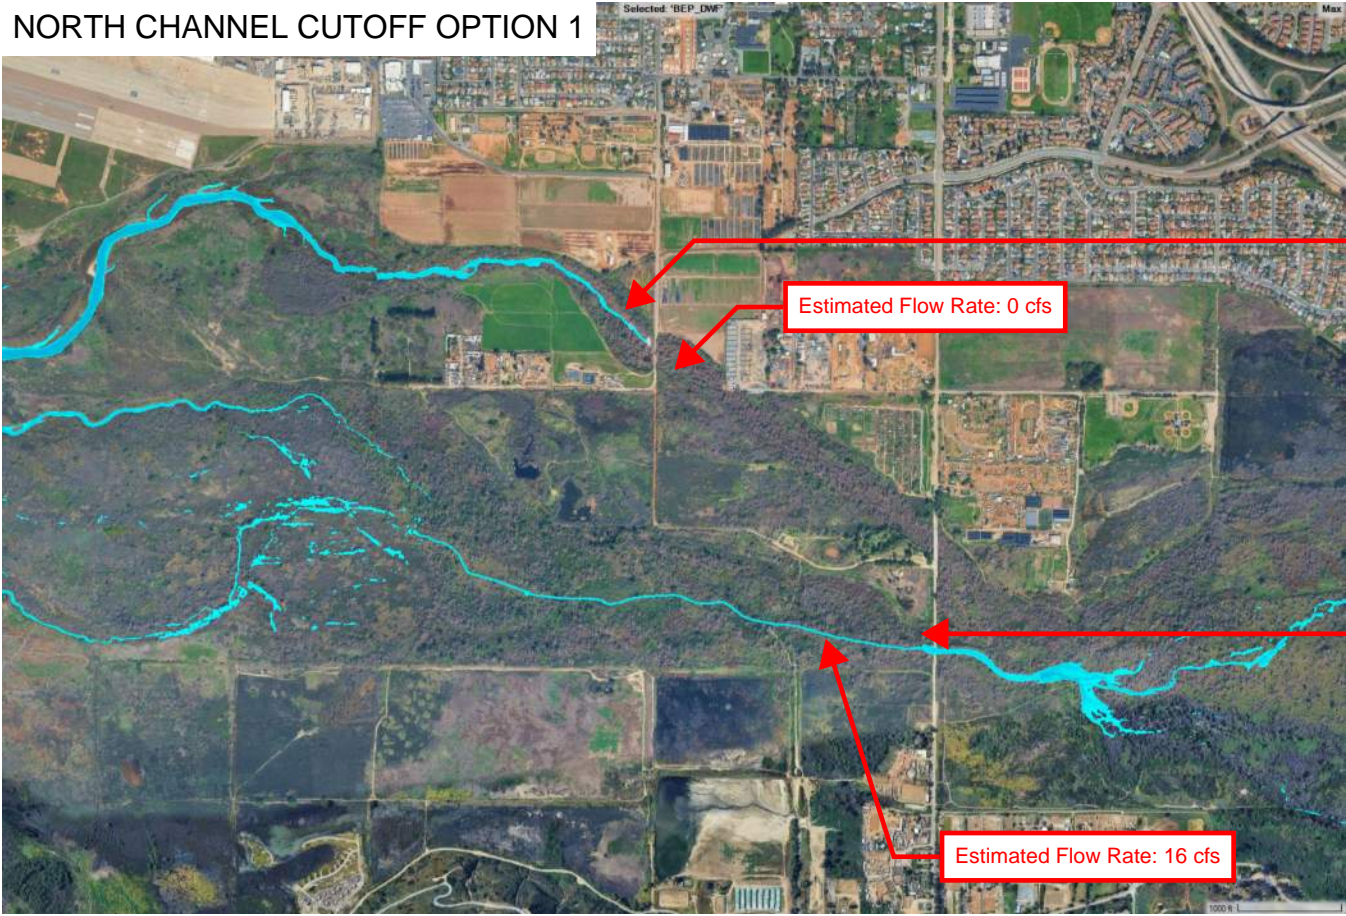 NORTH CHANNEL CUTOFF OPTION 1
Selected: 'BEP_DWF'
Max
Estimated Flow Rate: 0 cfs
Estimated Flow Rate: 16 cfs
1000 ft